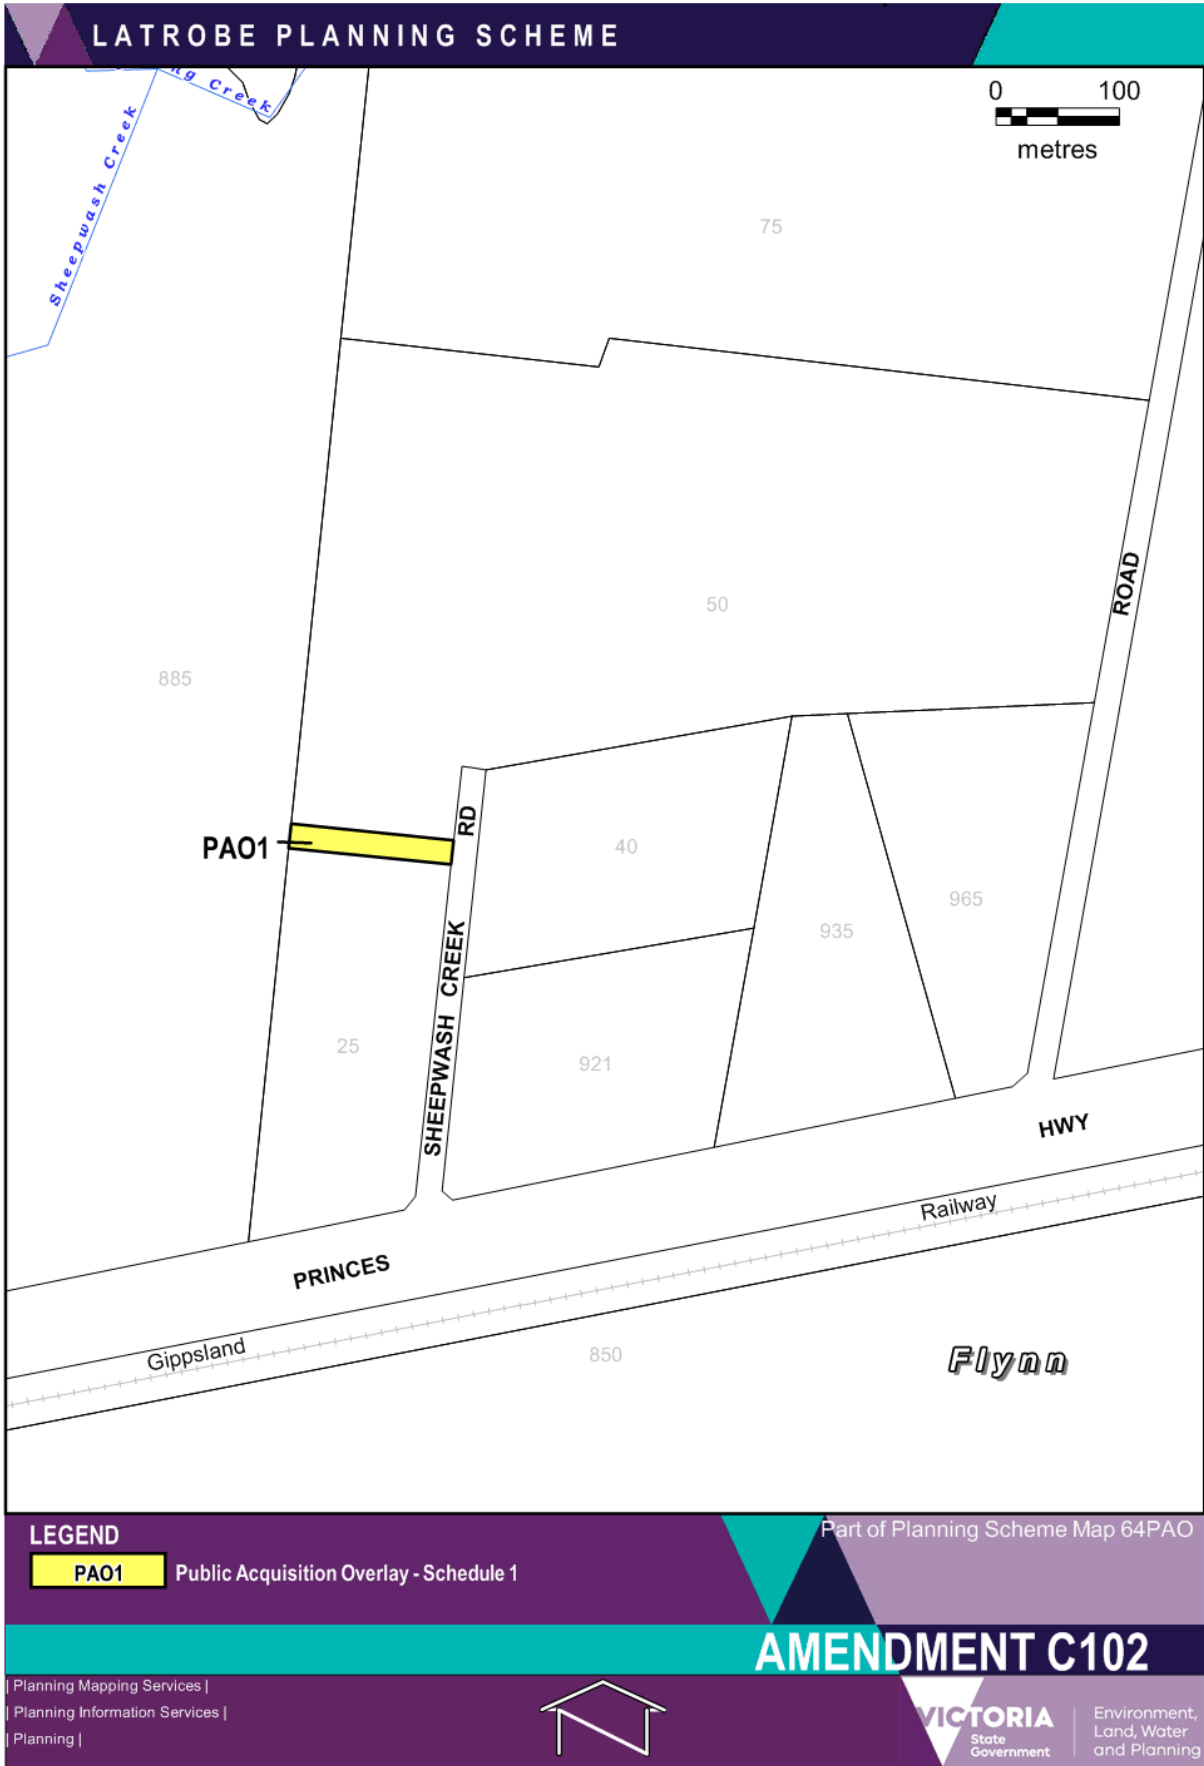 LATROBE PLANNING SCHEME
ng Creek
Sheepwash Creek
0 100
metres
75
ROAD
50
885
RD
PAO1
40
965
935
SHEEPWASH CREEK
25
921
HWY
Railway
PRINCES
Gippsland
850
Flynn
LEGEND
Part of Planning Scheme Map 64PAO
PAO1 Public Acquisition Overlay - Schedule 1
AMENDMENT C102
| Planning Mapping Services |
| Planning Information Services |
| Planning |
VICTORIA
State
Government
Environment,
Land, Water
and Planning